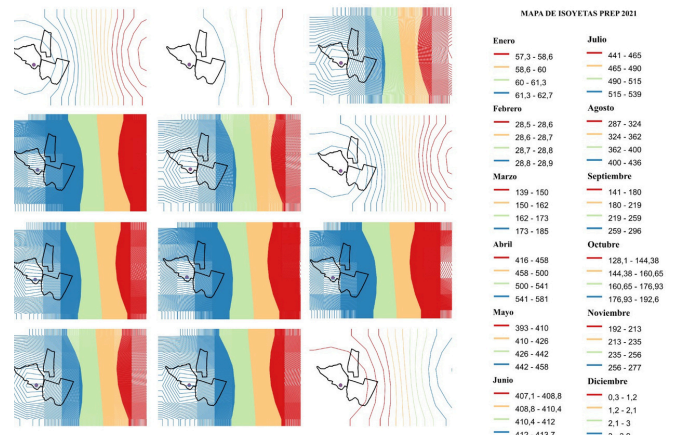 MAPA DE ISOYETAS PREP 2021
Enero
57,3 - 58,6
58,6 - 60
60 - 61,3
61,3 - 62,7
Febrero
28,5 - 28,6
28,6 - 28,7
28,7 - 28,8
28,8 - 28,9
Marzo
139 - 150
150 - 162
162 - 173
173 - 185
Abril
416 - 458
458 - 500
500 - 541
541 - 581
Mayo
393 - 410
410 - 426
426 - 442
442 - 458
Junio
407,1 - 408,8
408,8 - 410,4
410,4 - 412
Julio
441 - 465
465 - 490
490 - 515
515 - 539
Agosto
287 - 324
324 - 362
362 - 400
400 - 436
Septiembre
141 - 180
180 - 219
219 - 259
259 - 296
Octubre
128,1 - 144,38
144,38 - 160,65
160,65 - 176,93
176,93 - 192,6
Noviembre
192 - 213
213 - 235
235 - 256
256 - 277
Diciembre
0,3 - 1,2
1,2 - 2,1
2,1 - 3